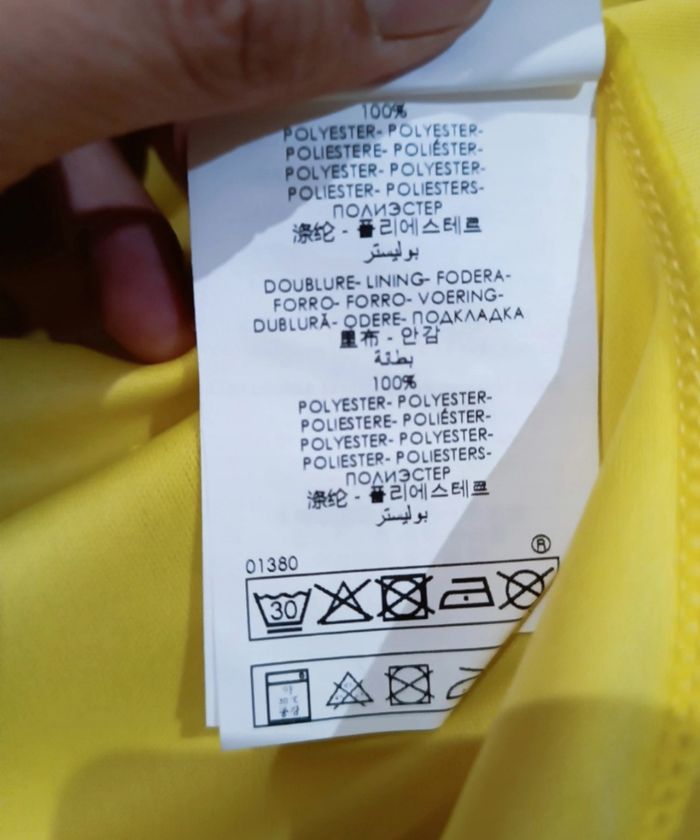 100%
POLYESTER- POLYESTER-
POLIESTERE- POLIÉSTER-
POLYESTER- POLYESTER-
POLIESTER- POLIESTERS-
ПОЛИЭСТЕР
涤纶 - 폴리에스테르
بوليستر
DOUBLURE- LINING- FODERA-
FORRO- FORRO- VOERING-
DUBLURĂ- ODERE- ПОДКЛАДКА
里布 - 안감
بطانة
100%
POLYESTER- POLYESTER-
POLIESTERE- POLIÉSTER-
POLYESTER- POLYESTER-
POLIESTER- POLIESTERS-
ПОЛИЭСТЕР
涤纶 - 폴리에스테르
بوليستر
®
01380
30